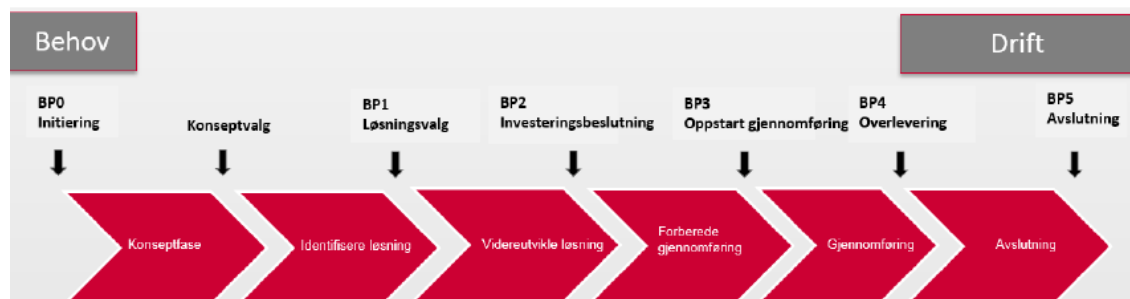 Behov
Drift
BP0
Initiering
Konseptvalg
BP1
Løsningsvalg
BP2
Investeringsbeslutning
BP3
Oppstart gjennomføring
BP4
Overlevering
BP5
Avslutning
Konseptfase
Identifisere løsning
Videreutvikle løsning
Forberede
gjennomføring
Gjennomføring
Avslutning